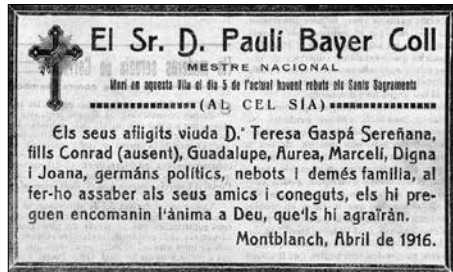 El Sr. D. Paulí Bayer Coll
MESTRE NACIONAL
Morí en aquesta Vila el día 5 de l'actual havent rebuts els Sants Sagraments
(AL CEL SÍA)
Els seus afligits viuda D.ª Teresa Gaspá Sereñana,
fills Conrad (ausent), Guadalupe, Aurea, Marcelí, Digna
i Joana, germáns polítics, nebots i demés familia, al
fer-ho assaber als seus amics i coneguts, els hi pre-
guen encomanin l'ánima a Deu, que'ls hi agraïrán.
Montblanch, Abril de 1916.